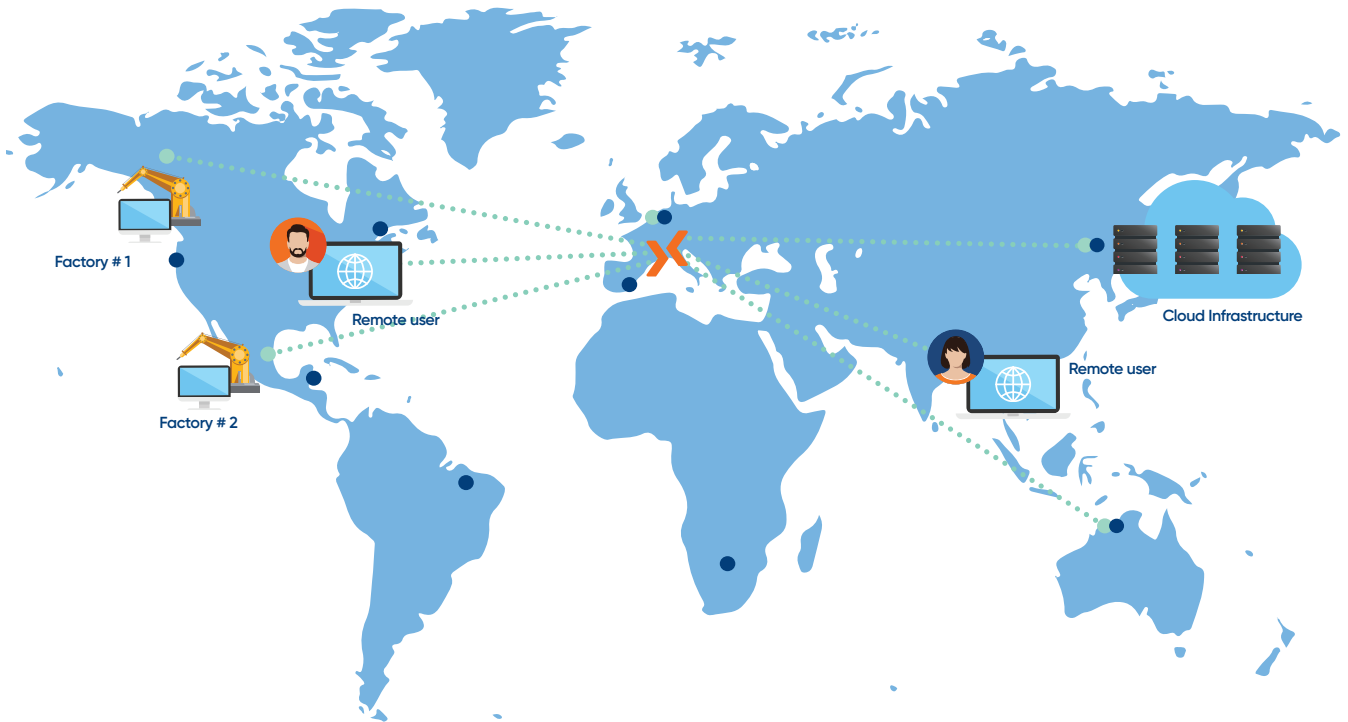 Factory # 1
Remote user
Factory # 2
Cloud Infrastructure
Remote user